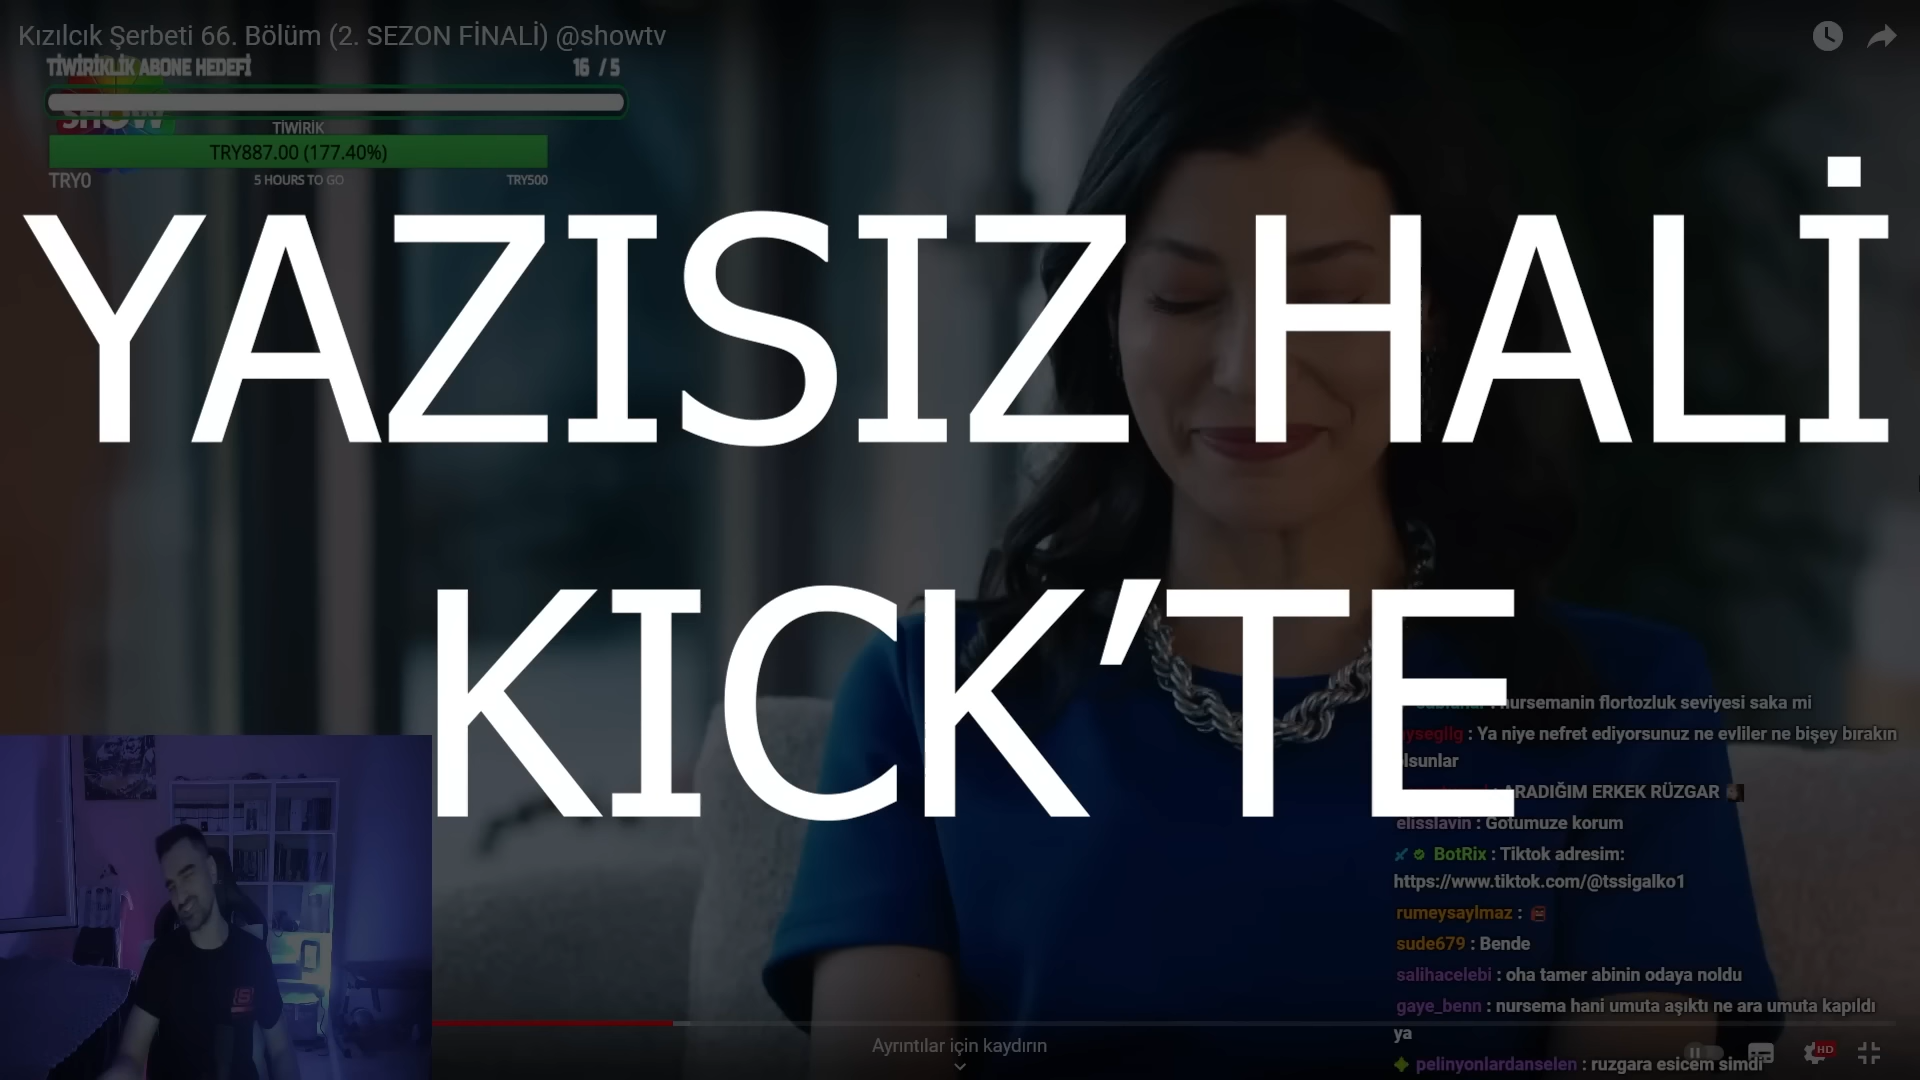 Kızılcık Şerbeti 66. Bölüm (2. SEZON FİNALİ) @showtv
TİWİRİKLİK ABONE HEDEFİ 16 / 5
SHOW
TİWİRİK
TRY887.00 (177.40%)
TRY0 5 HOURS TO GO TRY500
YAZISIZ HALİ
KICK’TE
nursemanin flortozluk seviyesi saka mi
: Ya niye nefret ediyorsunuz ne evliler ne bişey bırakın
olsunlar
ARADIĞIM ERKEK RÜZGAR
elisslavin : Gotumuze korum
BotRix : Tiktok adresim:
https://www.tiktok.com/@tssigalko1
rumeysaylmaz :
sude679 : Bende
salihacelebi : oha tamer abinin odaya noldu
gaye_benn : nursema hani umuta aşıktı ne ara umuta kapıldı
ya
pelinyonlardanselen : ruzgara esicem simdi
Ayrıntılar için kaydırın
HD